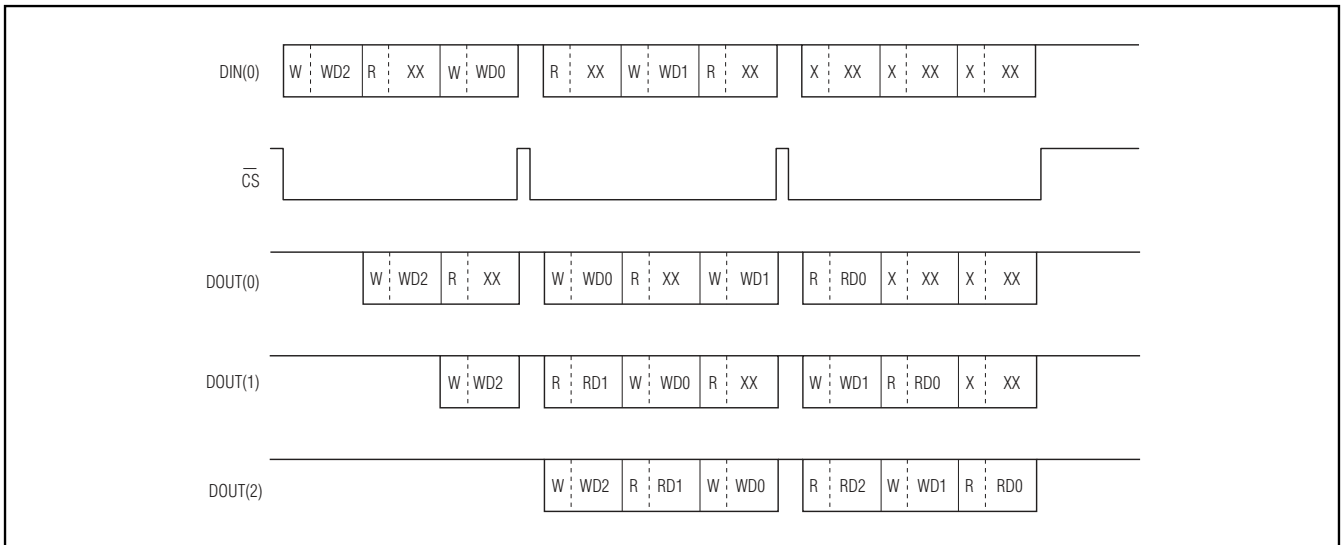 DIN(0) W WD2 R XX W WD0 R XX W WD1 R XX X XX X XX X XX
C̅S̅
DOUT(0) W WD2 R XX W WD0 R XX W WD1 R RD0 X XX X XX
DOUT(1) W WD2 R RD1 W WD0 R XX W WD1 R RD0 X XX
DOUT(2) W WD2 R RD1 W WD0 R RD2 W WD1 R RD0